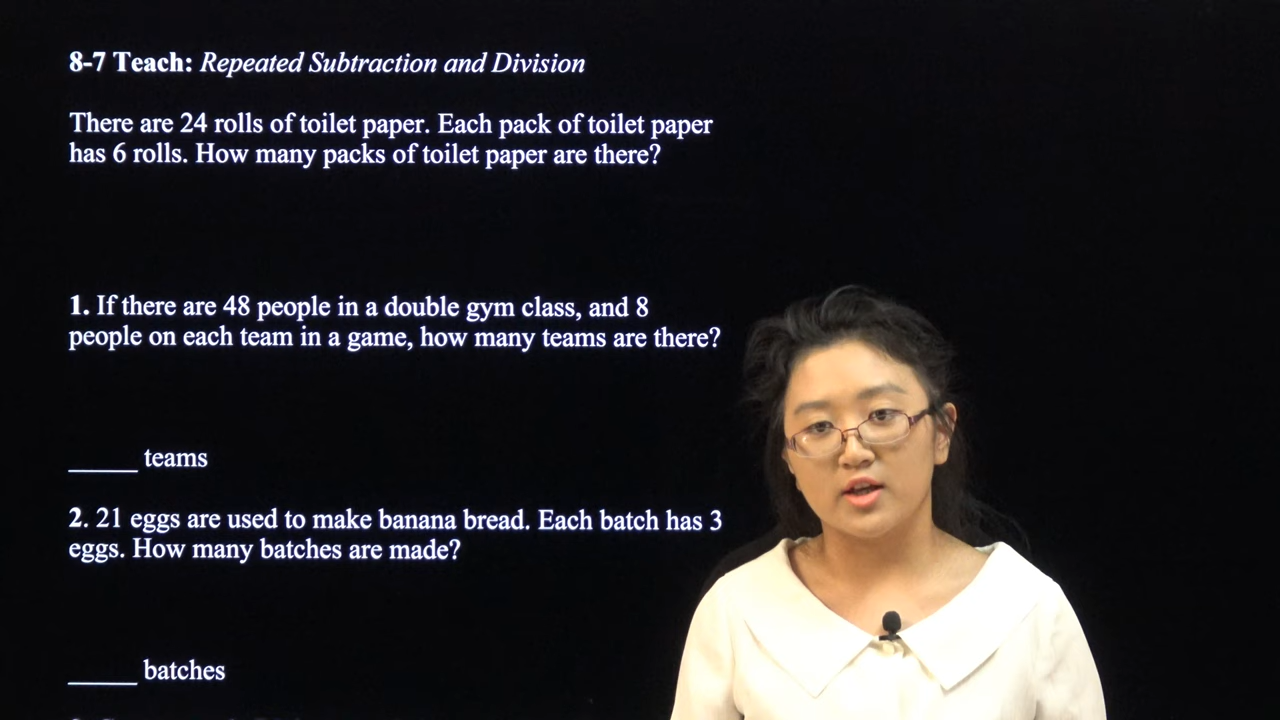 8-7 Teach: Repeated Subtraction and Division
There are 24 rolls of toilet paper. Each pack of toilet paper
has 6 rolls. How many packs of toilet paper are there?
1. If there are 48 people in a double gym class, and 8
people on each team in a game, how many teams are there?
_____ teams
2. 21 eggs are used to make banana bread. Each batch has 3
eggs. How many batches are made?
_____ batches